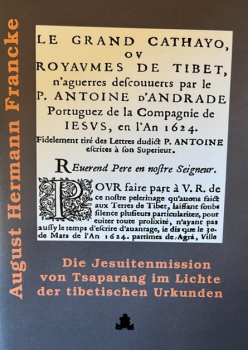 August Hermann Francke
LE GRAND CATHAYO,
OV
ROYAVMES DE TIBET,
n'aguerres descouuerts par le
P. ANTOINE D'ANDRADE
Portuguez de la Compagnie de
IESVS, en l'An 1624.
Fidelement tiré des Lettres dudict P. ANTOINE
escrites à son Superieur.
Reuerend Pere en nostre Seigneur.
POVR faire part à V. R. de
ce nostre pelerinage qu'auons faict
aux Terres de Tibet, laissant soubs
silence plusieurs particularitez, pour
euiter toute prolixité, n'ayant pas
aussy le temps d'escrire d'auantage, ie dis que le 30.
de Mars de l'An 1624. partimes de Agrà, Ville
Die Jesuitenmission
von Tsaparang im Lichte
der tibetischen Urkunden